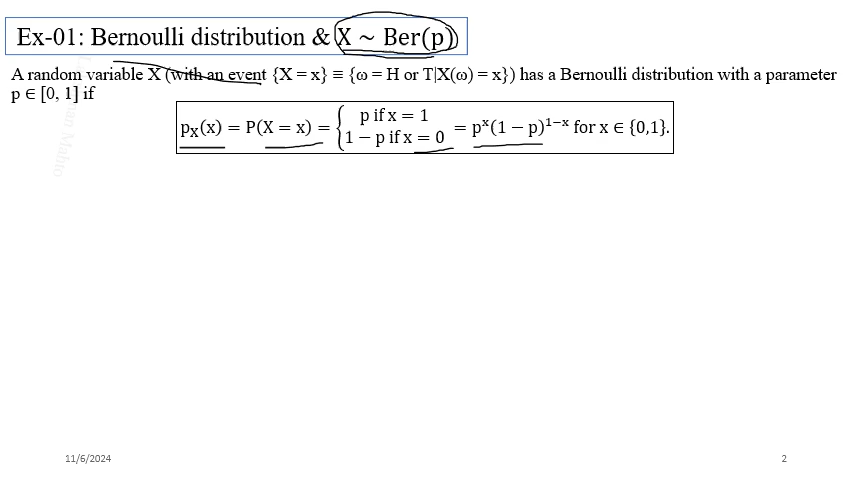 Ex-01: Bernoulli distribution & X ~ Ber(p)
A random variable X (with an event {X = x} ≡ {ω = H or T|X(ω) = x}) has a Bernoulli distribution with a parameter
p ∈ [0, 1] if
pₓ(x) = P(X = x) = { p if x = 1
1 − p if x = 0 = pˣ(1 − p)¹⁻ˣ for x ∈ {0,1}.
11/6/2024
2